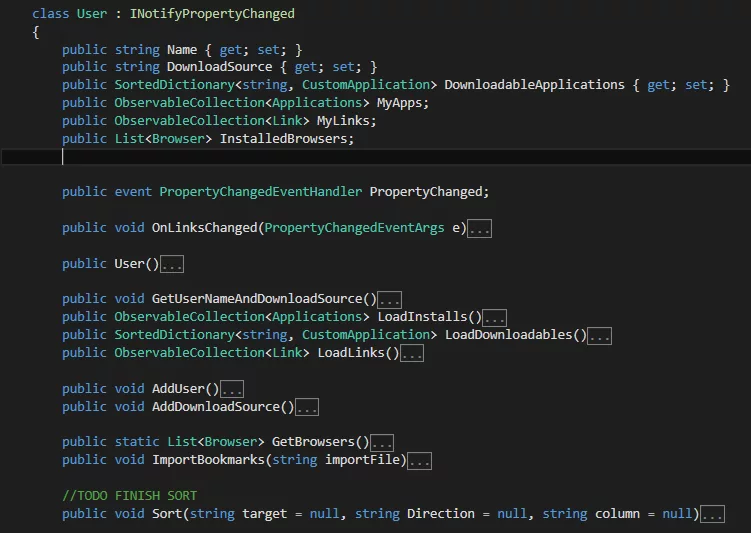 class User : INotifyPropertyChanged
{
public string Name { get; set; }
public string DownloadSource { get; set; }
public SortedDictionary<string, CustomApplication> DownloadableApplications { get; set; }
public ObservableCollection<Applications> MyApps;
public ObservableCollection<Link> MyLinks;
public List<Browser> InstalledBrowsers;
public event PropertyChangedEventHandler PropertyChanged;
public void OnLinksChanged(PropertyChangedEventArgs e)...
public User()...
public void GetUserNameAndDownloadSource()...
public ObservableCollection<Applications> LoadInstalls()...
public SortedDictionary<string, CustomApplication> LoadDownloadables()...
public ObservableCollection<Link> LoadLinks()...
public void AddUser()...
public void AddDownloadSource()...
public static List<Browser> GetBrowsers()...
public void ImportBookmarks(string importFile)...
//TODO FINISH SORT
public void Sort(string target = null, string Direction = null, string column = null)...